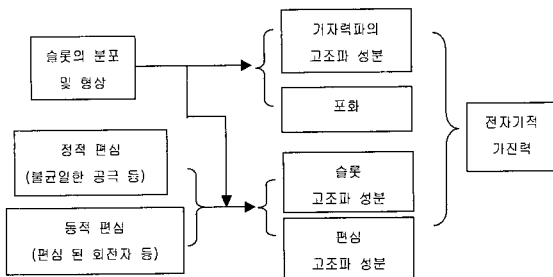 슬롯의 분포
및 형상
기자력파의
고조파 성분
포화
정적 편심
(불균일한 공극 등)
동적 편심
(편심 된 회전자 등)
슬롯
고조파 성분
편심
고조파 성분
전자기적
가진력